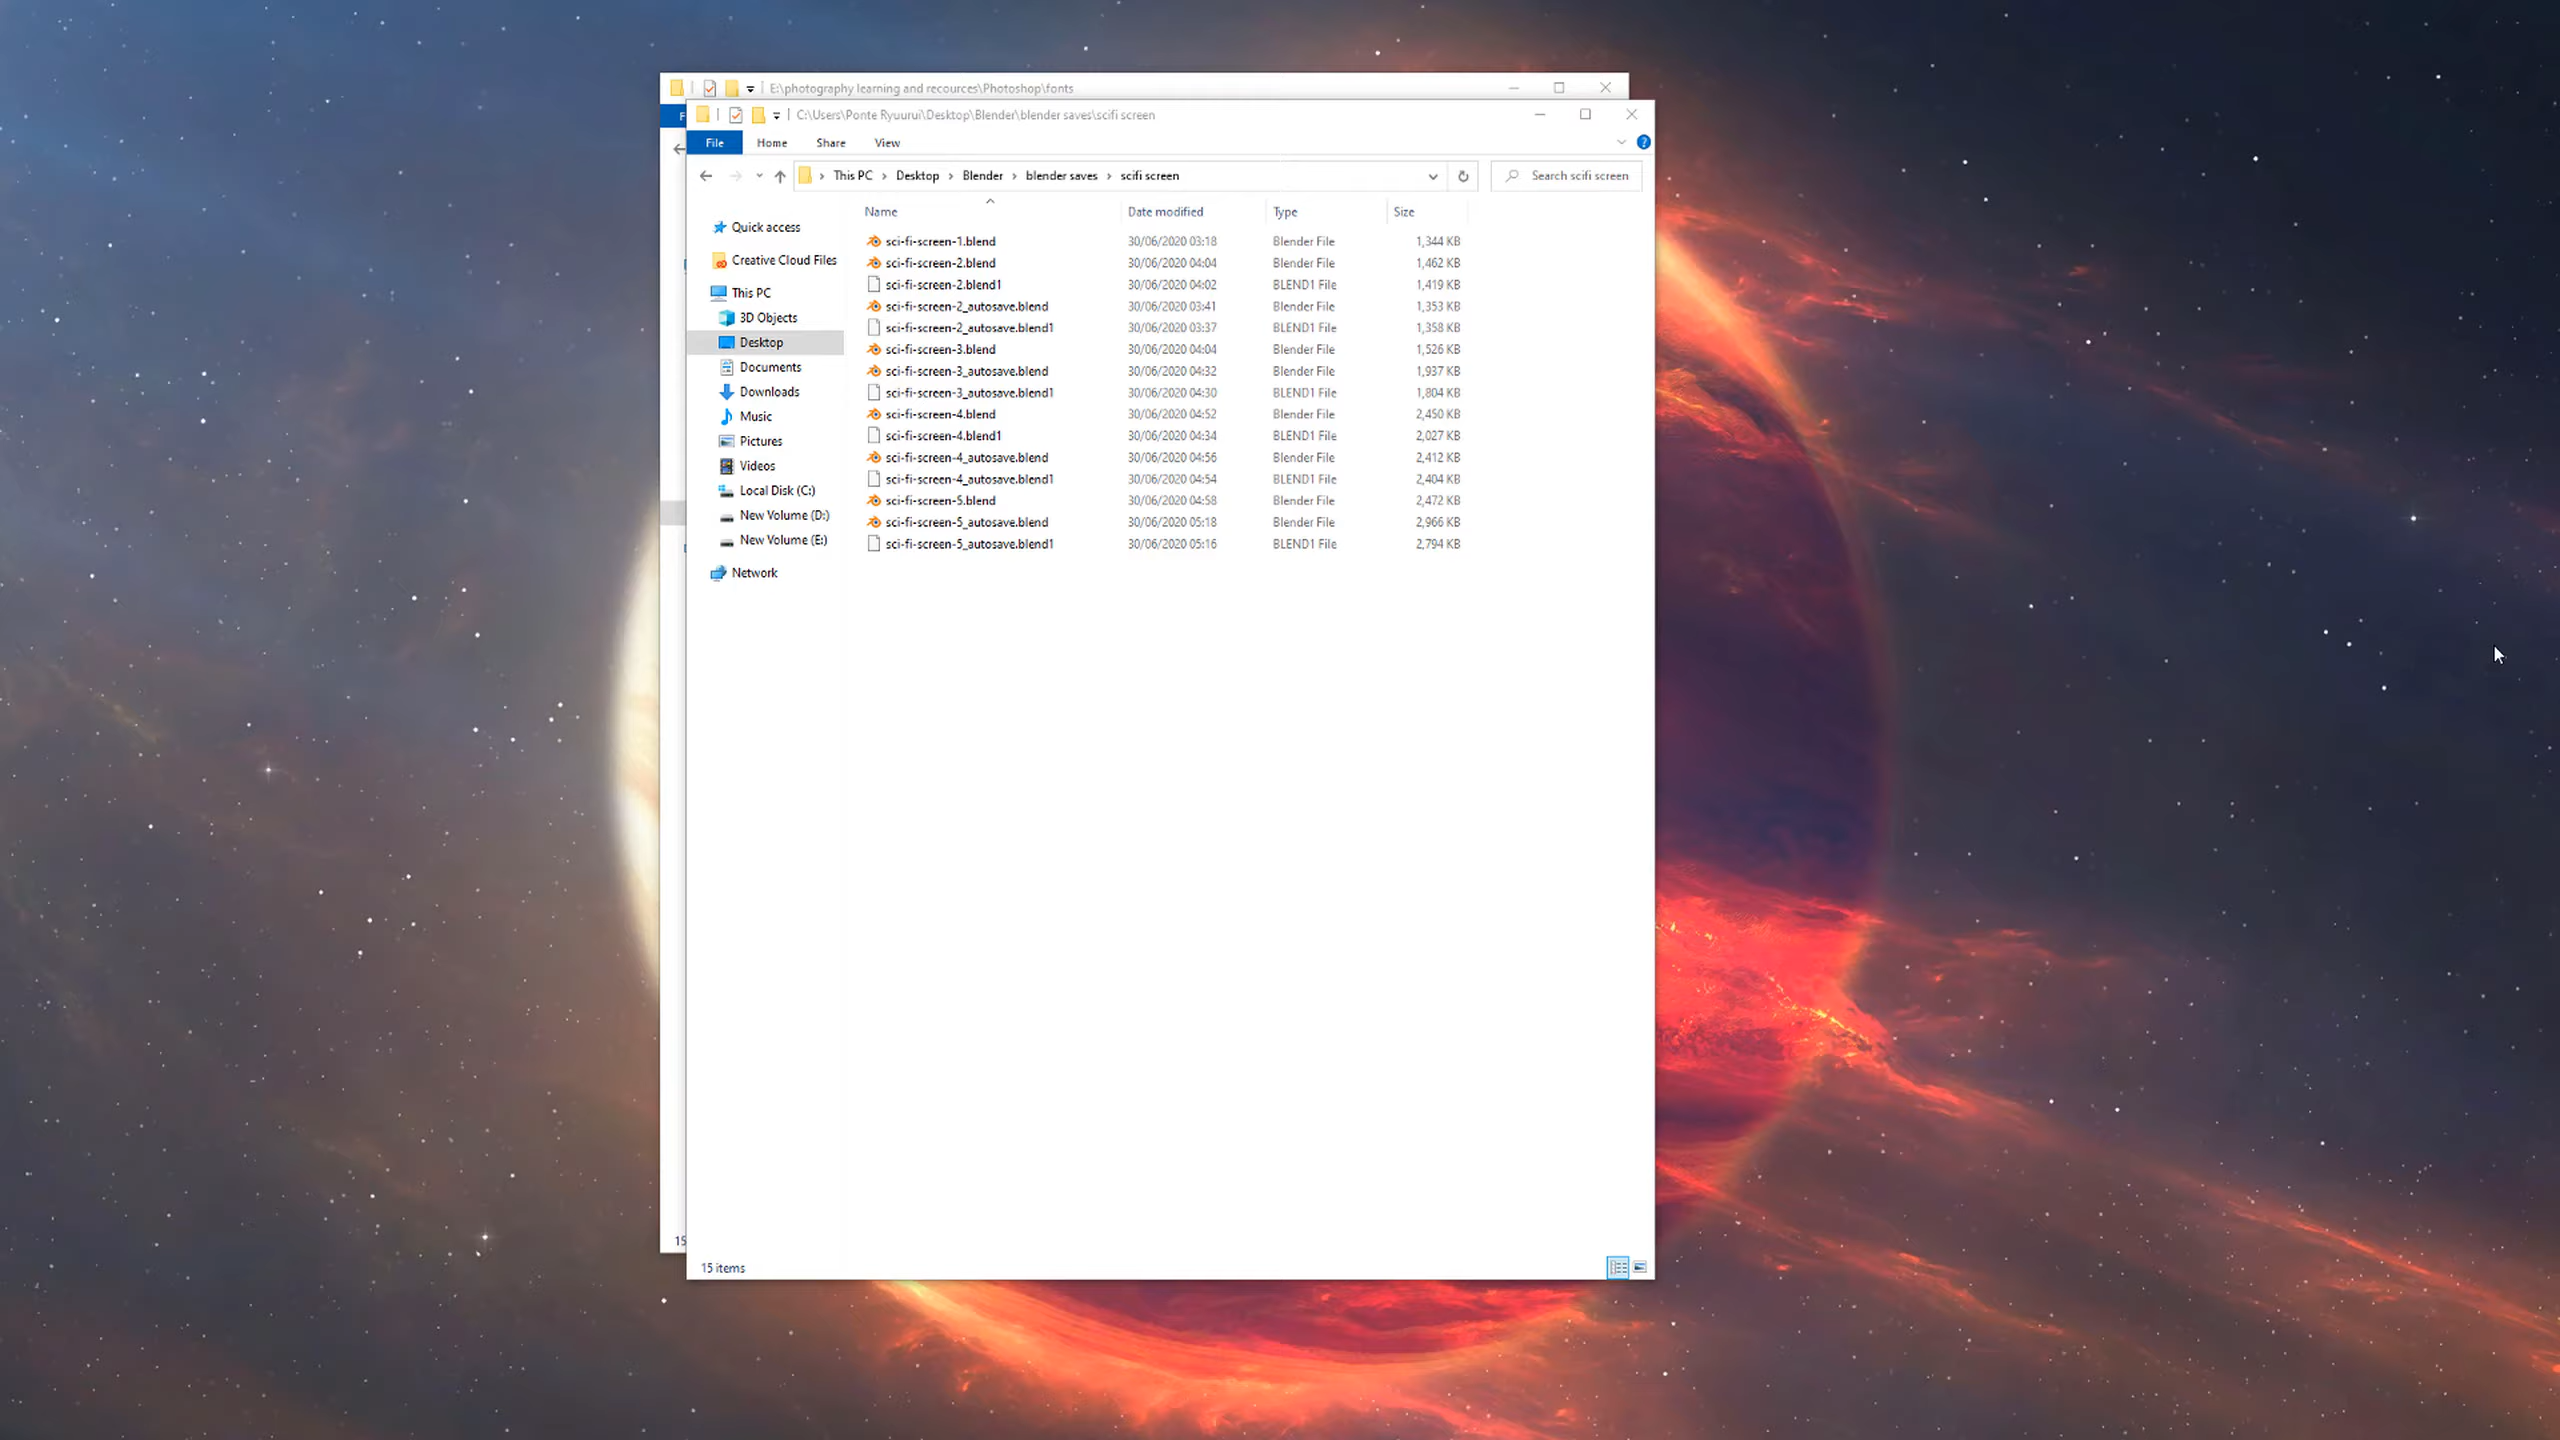 E:\photography learning and recources\Photoshop\fonts
C:\Users\Ponte Ryuurui\Desktop\Blender\blender saves\scifi screen
File Home Share View
This PC Desktop Blender blender saves scifi screen Search scifi screen
Name Date modified Type Size
Quick access
Creative Cloud Files
This PC
3D Objects
Desktop
Documents
Downloads
Music
Pictures
Videos
Local Disk (C:)
New Volume (D:)
New Volume (E:)
Network
sci-fi-screen-1.blend 30/06/2020 03:18 Blender File 1,344 KB
sci-fi-screen-2.blend 30/06/2020 04:04 Blender File 1,462 KB
sci-fi-screen-2.blend1 30/06/2020 04:02 BLEND1 File 1,419 KB
sci-fi-screen-2_autosave.blend 30/06/2020 03:41 Blender File 1,353 KB
sci-fi-screen-2_autosave.blend1 30/06/2020 03:37 BLEND1 File 1,358 KB
sci-fi-screen-3.blend 30/06/2020 04:04 Blender File 1,526 KB
sci-fi-screen-3_autosave.blend 30/06/2020 04:32 Blender File 1,937 KB
sci-fi-screen-3_autosave.blend1 30/06/2020 04:30 BLEND1 File 1,804 KB
sci-fi-screen-4.blend 30/06/2020 04:52 Blender File 2,450 KB
sci-fi-screen-4.blend1 30/06/2020 04:34 BLEND1 File 2,027 KB
sci-fi-screen-4_autosave.blend 30/06/2020 04:56 Blender File 2,412 KB
sci-fi-screen-4_autosave.blend1 30/06/2020 04:54 BLEND1 File 2,404 KB
sci-fi-screen-5.blend 30/06/2020 04:58 Blender File 2,472 KB
sci-fi-screen-5_autosave.blend 30/06/2020 05:18 Blender File 2,966 KB
sci-fi-screen-5_autosave.blend1 30/06/2020 05:16 BLEND1 File 2,794 KB
15
15 items